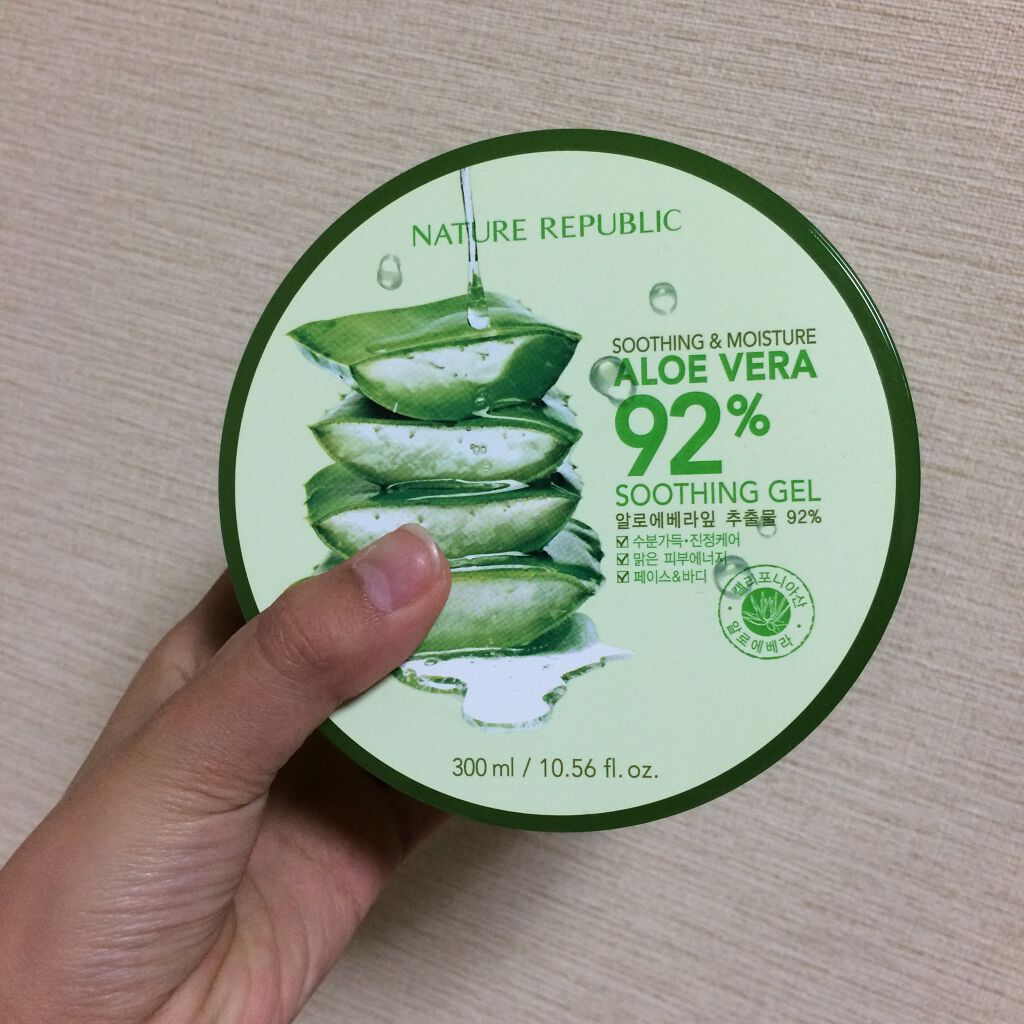 NATURE REPUBLIC
SOOTHING & MOISTURE
ALOE VERA
92%
SOOTHING GEL
알로에베라잎 추출물 92%
☑ 수분가득·진정케어
☑ 맑은 피부에너지
☑ 페이스&바디
캘리포니아산
알로에베라
300 ml / 10.56 fl. oz.